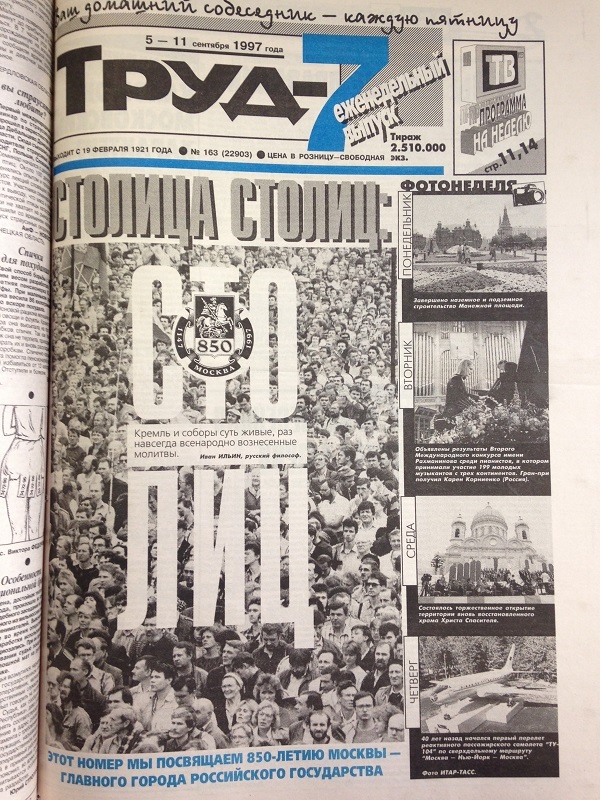 ваш домашний собеседник — каждую пятницу
5 — 11 сентября 1997 года
ТРУД-7
еженедельный
выпуск
Тираж
2.510.000
экз.
ТВ
ПРОГРАММА
НА НЕДЕЛЮ
стр. 11, 14
ВЫХОДИТ С 19 ФЕВРАЛЯ 1921 ГОДА ● № 163 (22903) ● ЦЕНА В РОЗНИЦУ—СВОБОДНАЯ
СТОЛИЦА СТОЛИЦ:
СТО
1147
850
1997
МОСКВА
Кремль и соборы суть живые, раз
навсегда всенародно вознесенные
молитвы.
Иван ИЛЬИН, русский философ.
ЛИЦ
ЭТОТ НОМЕР МЫ ПОСВЯЩАЕМ 850-ЛЕТИЮ МОСКВЫ —
ГЛАВНОГО ГОРОДА РОССИЙСКОГО ГОСУДАРСТВА
ФОТОНЕДЕЛЯ
ПОНЕДЕЛЬНИК
Завершено наземное и подземное
строительство Манежной площади.
ВТОРНИК
Объявлены результаты Второго
Международного конкурса имени
Рахманинова среди пианистов, в котором
принимали участие 199 молодых
музыкантов с трех континентов. Гран-при
получил Карен Корниенко (Россия).
СРЕДА
Состоялось торжественное открытие
территории вновь восстановленного
храма Христа Спасителя.
ЧЕТВЕРГ
40 лет назад начался первый перелет
реактивного пассажирского самолета "ТУ-
104" по сверхдальнему маршруту
"Москва – Нью-Йорк – Москва".
Фото ИТАР-ТАСС.